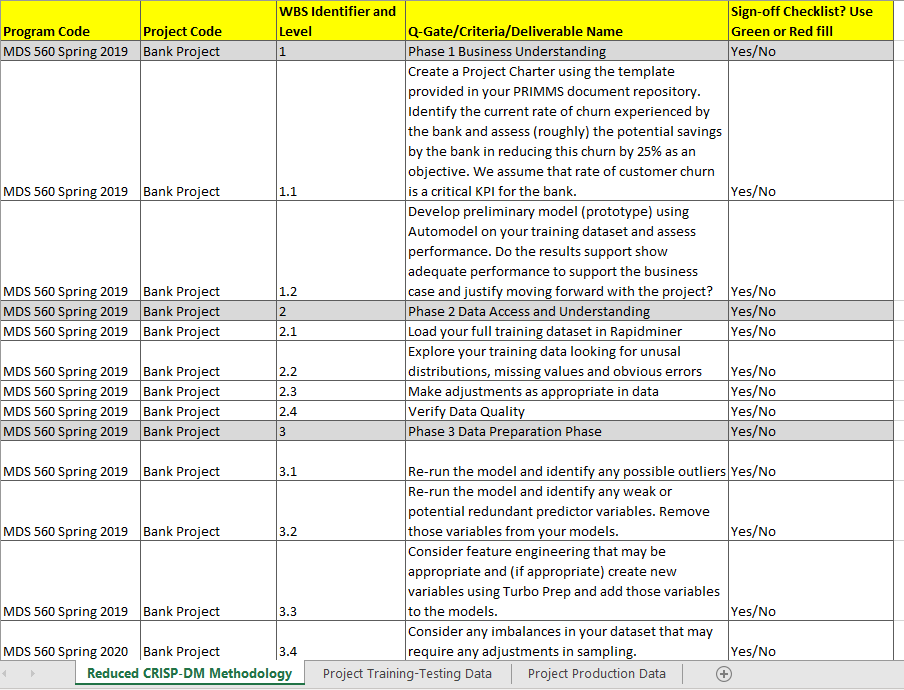 Program Code Project Code WBS Identifier and Level Q-Gate/Criteria/Deliverable Name Sign-off Checklist? Use Green or Red fill
MDS 560 Spring 2019 Bank Project 1 Phase 1 Business Understanding Yes/No
Create a Project Charter using the template
provided in your PRIMMS document repository.
Identify the current rate of churn experienced by
the bank and assess (roughly) the potential savings
by the bank in reducing this churn by 25% as an
objective. We assume that rate of customer churn
MDS 560 Spring 2019 Bank Project 1.1 is a critical KPI for the bank. Yes/No
Develop preliminary model (prototype) using
Automodel on your training dataset and assess
performance. Do the results support show
adequate performance to support the business
MDS 560 Spring 2019 Bank Project 1.2 case and justify moving forward with the project? Yes/No
MDS 560 Spring 2019 Bank Project 2 Phase 2 Data Access and Understanding Yes/No
MDS 560 Spring 2019 Bank Project 2.1 Load your full training dataset in Rapidminer Yes/No
Explore your training data looking for unusual
MDS 560 Spring 2019 Bank Project 2.2 distributions, missing values and obvious errors Yes/No
MDS 560 Spring 2019 Bank Project 2.3 Make adjustments as appropriate in data Yes/No
MDS 560 Spring 2019 Bank Project 2.4 Verify Data Quality Yes/No
MDS 560 Spring 2019 Bank Project 3 Phase 3 Data Preparation Phase Yes/No
MDS 560 Spring 2019 Bank Project 3.1 Re-run the model and identify any possible outliers Yes/No
Re-run the model and identify any weak or
potential redundant predictor variables. Remove
MDS 560 Spring 2019 Bank Project 3.2 those variables from your models. Yes/No
Consider feature engineering that may be
appropriate and (if appropriate) create new
variables using Turbo Prep and add those variables
MDS 560 Spring 2019 Bank Project 3.3 to the models. Yes/No
Consider any imbalances in your dataset that may
MDS 560 Spring 2020 Bank Project 3.4 require any adjustments in sampling. Yes/No
Reduced CRISP-DM Methodology Project Training-Testing Data Project Production Data